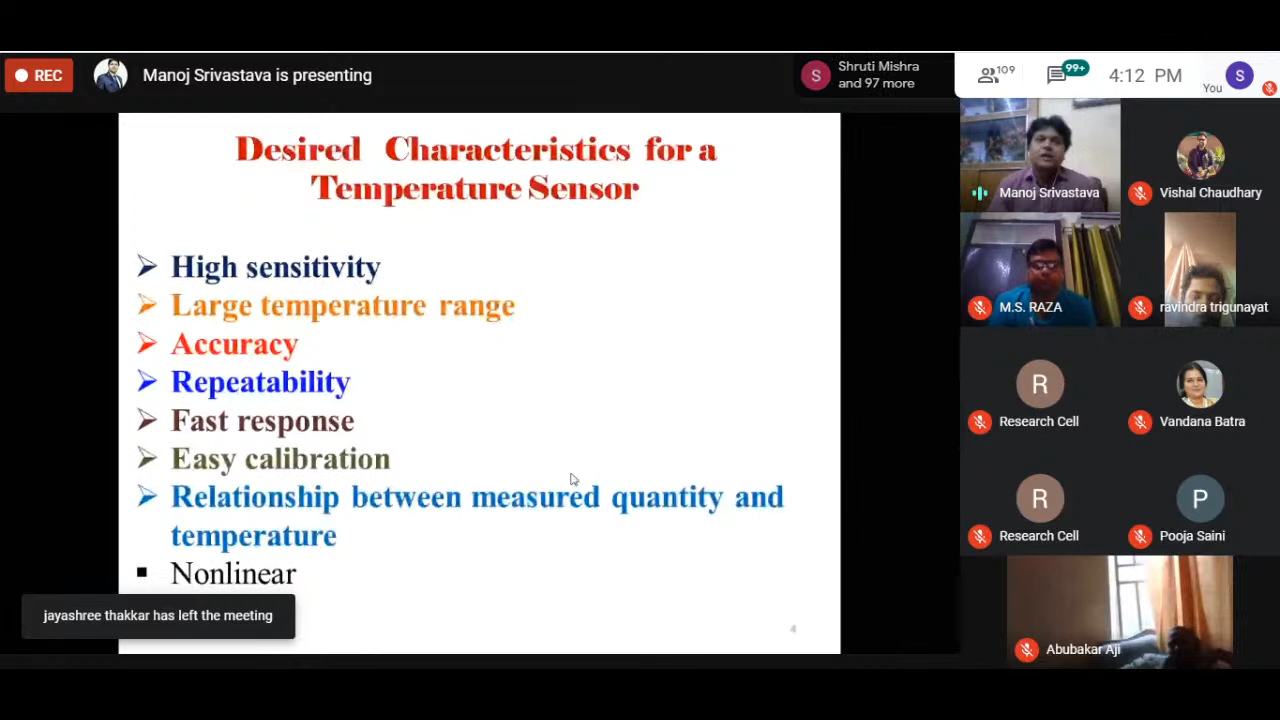 REC
Manoj Srivastava is presenting
S
Shruti Mishra
and 97 more
109
99+
4:12 PM
You
S
Desired Characteristics for a
Temperature Sensor
High sensitivity
Large temperature range
Accuracy
Repeatability
Fast response
Easy calibration
Relationship between measured quantity and
temperature
Nonlinear
4
jayashree thakkar has left the meeting
Manoj Srivastava
Vishal Chaudhary
M.S. RAZA
ravindra trigunayat
R
Research Cell
Vandana Batra
R
Research Cell
P
Pooja Saini
Abubakar Aji